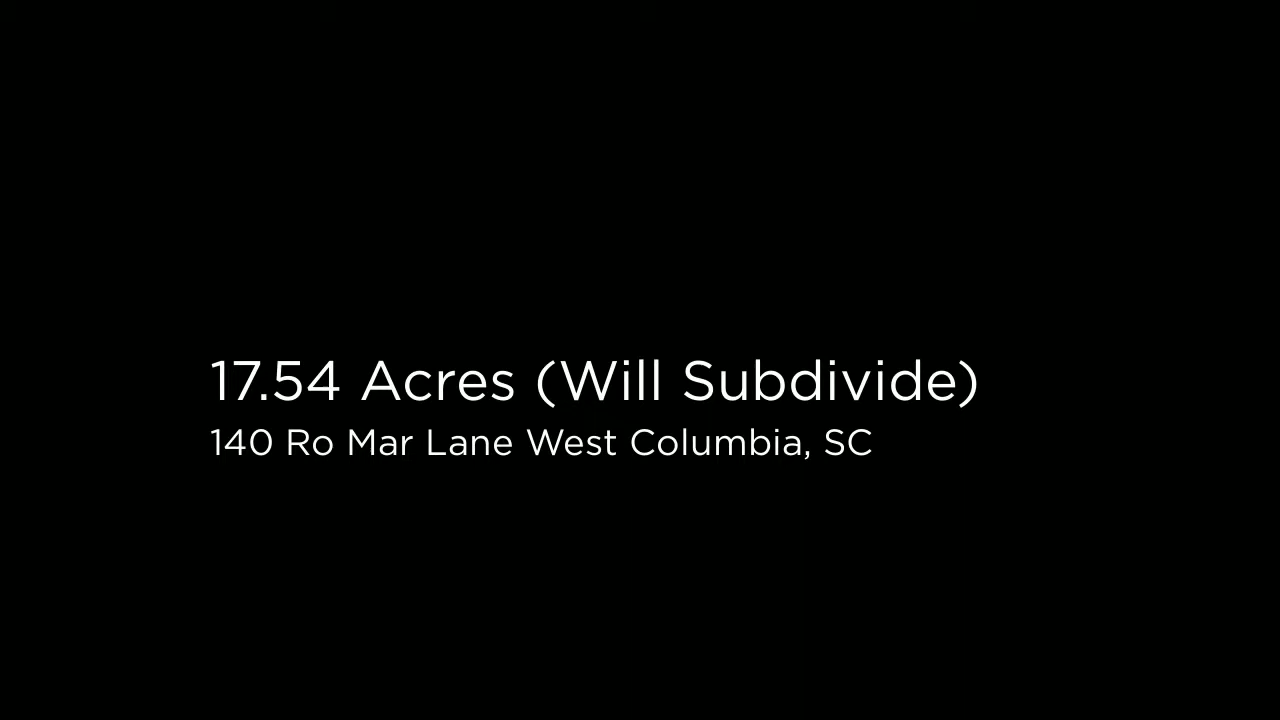 17.54 Acres (Will Subdivide)
140 Ro Mar Lane West Columbia, SC